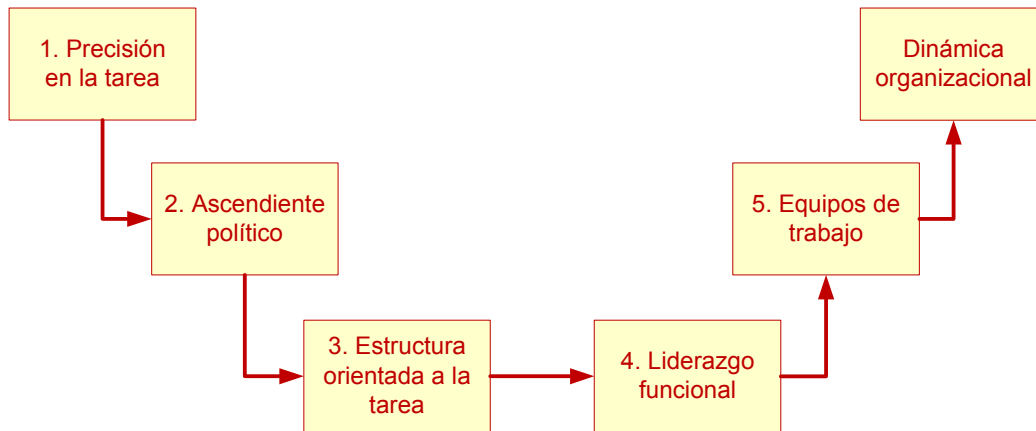 1. Precisión
en la tarea
2. Ascendiente
político
3. Estructura
orientada a la
tarea
4. Liderazgo
funcional
5. Equipos de
trabajo
Dinámica
organizacional